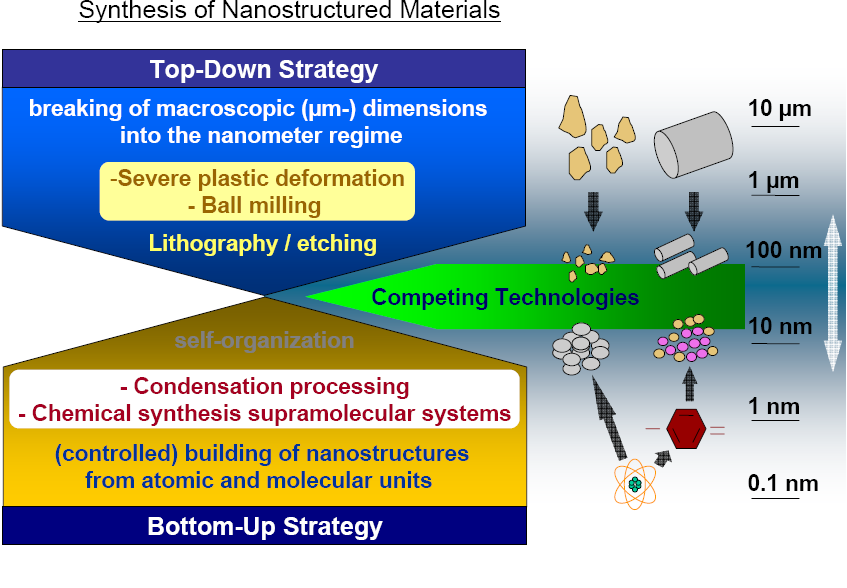 Synthesis of Nanostructured Materials
Top-Down Strategy
breaking of macroscopic (µm-) dimensions
into the nanometer regime
-Severe plastic deformation
- Ball milling
Lithography / etching
Competing Technologies
self-organization
- Condensation processing
- Chemical synthesis supramolecular systems
(controlled) building of nanostructures
from atomic and molecular units
Bottom-Up Strategy
10 µm
1 µm
100 nm
10 nm
1 nm
0.1 nm